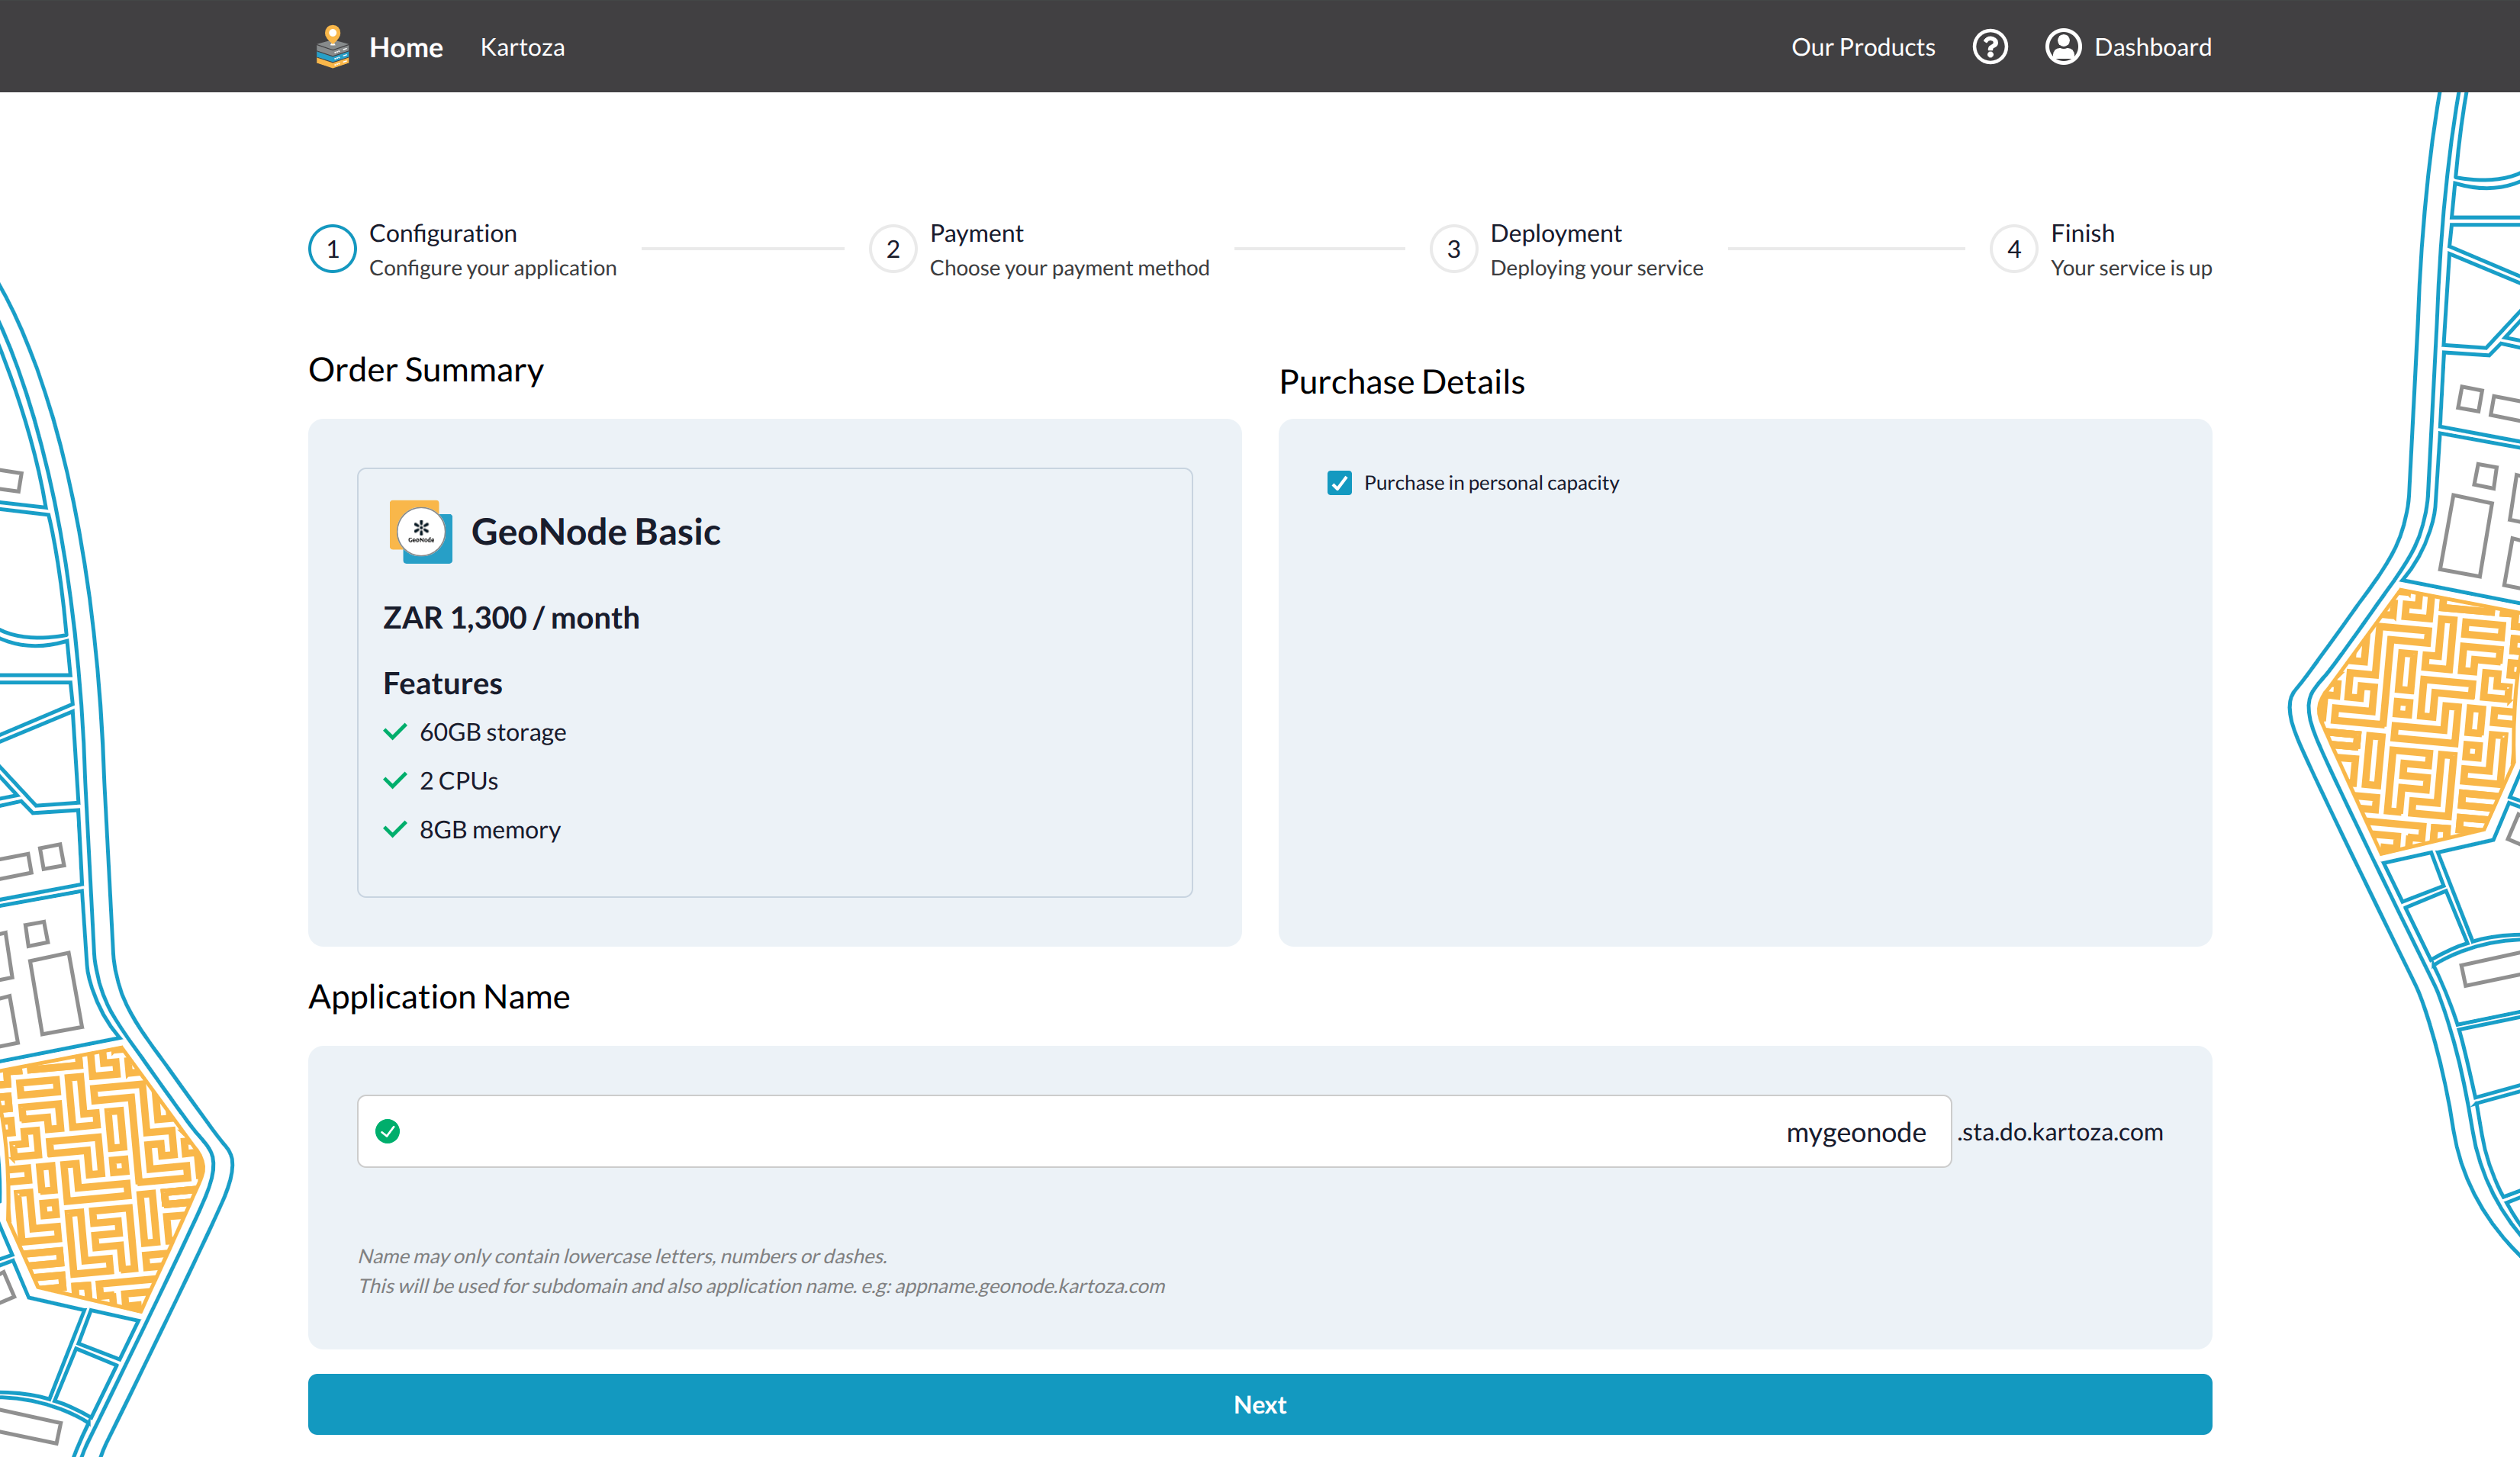 Home
Kartoza
Our Products
?
Dashboard
1
Configuration
Configure your application
2
Payment
Choose your payment method
3
Deployment
Deploying your service
4
Finish
Your service is up
Order Summary
GeoNode
GeoNode Basic
ZAR 1,300 / month
Features
60GB storage
2 CPUs
8GB memory
Purchase Details
Purchase in personal capacity
Application Name
mygeonode .sta.do.kartoza.com
Name may only contain lowercase letters, numbers or dashes.
This will be used for subdomain and also application name. e.g: appname.geonode.kartoza.com
Next